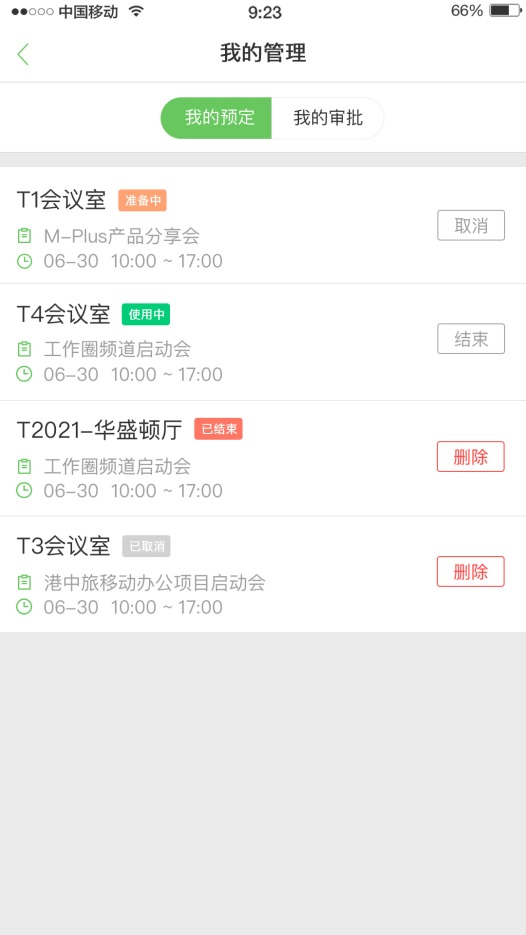 中国移动 9:23 66%
我的管理
我的预定 我的审批
T1会议室 准备中
M-Plus产品分享会
取消
06-30 10:00 ~ 17:00
T4会议室 使用中
工作圈频道启动会
结束
06-30 10:00 ~ 17:00
T2021-华盛顿厅 已结束
工作圈频道启动会
删除
06-30 10:00 ~ 17:00
T3会议室 已取消
港中旅移动办公项目启动会
删除
06-30 10:00 ~ 17:00